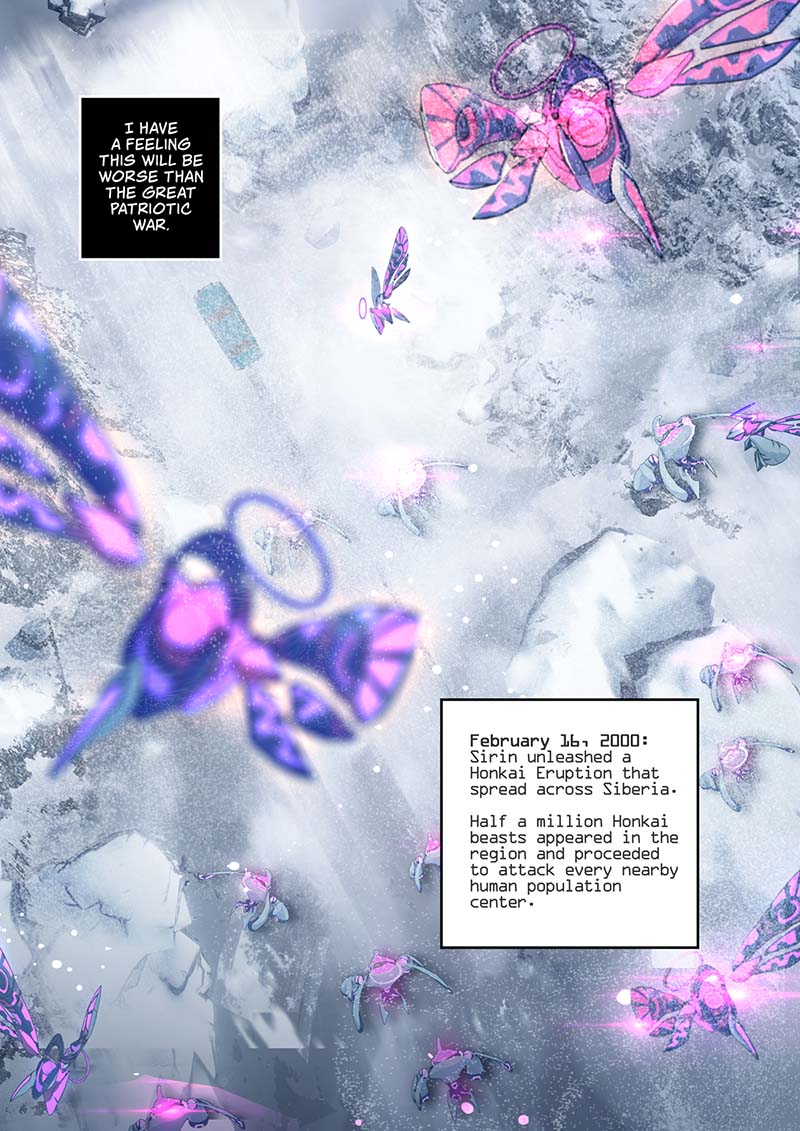 I HAVE
A FEELING
THIS WILL BE
WORSE THAN
THE GREAT
PATRIOTIC
WAR.
February 16, 2000:
Sirin unleashed a
Honkai Eruption that
spread across Siberia.
Half a million Honkai
beasts appeared in the
region and proceeded
to attack every nearby
human population
center.